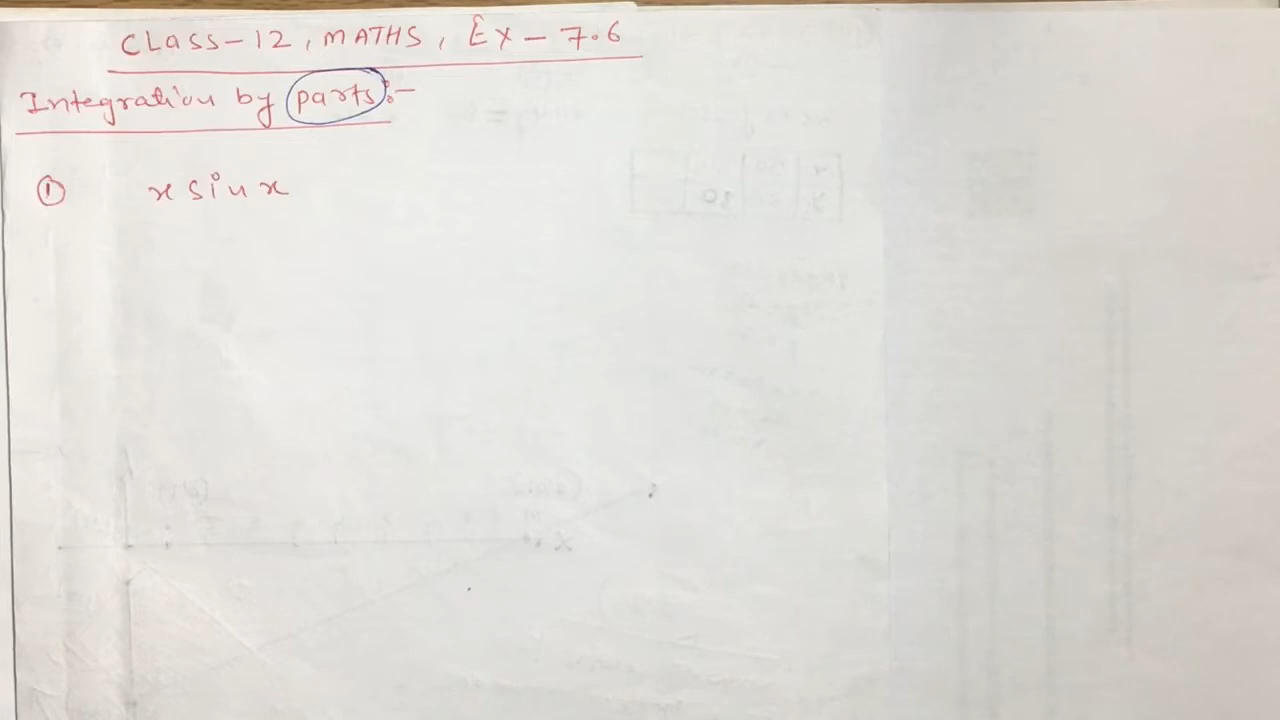 CLASS-12, MATHS, Ex-7.6
Integration by parts:-
① x sin x